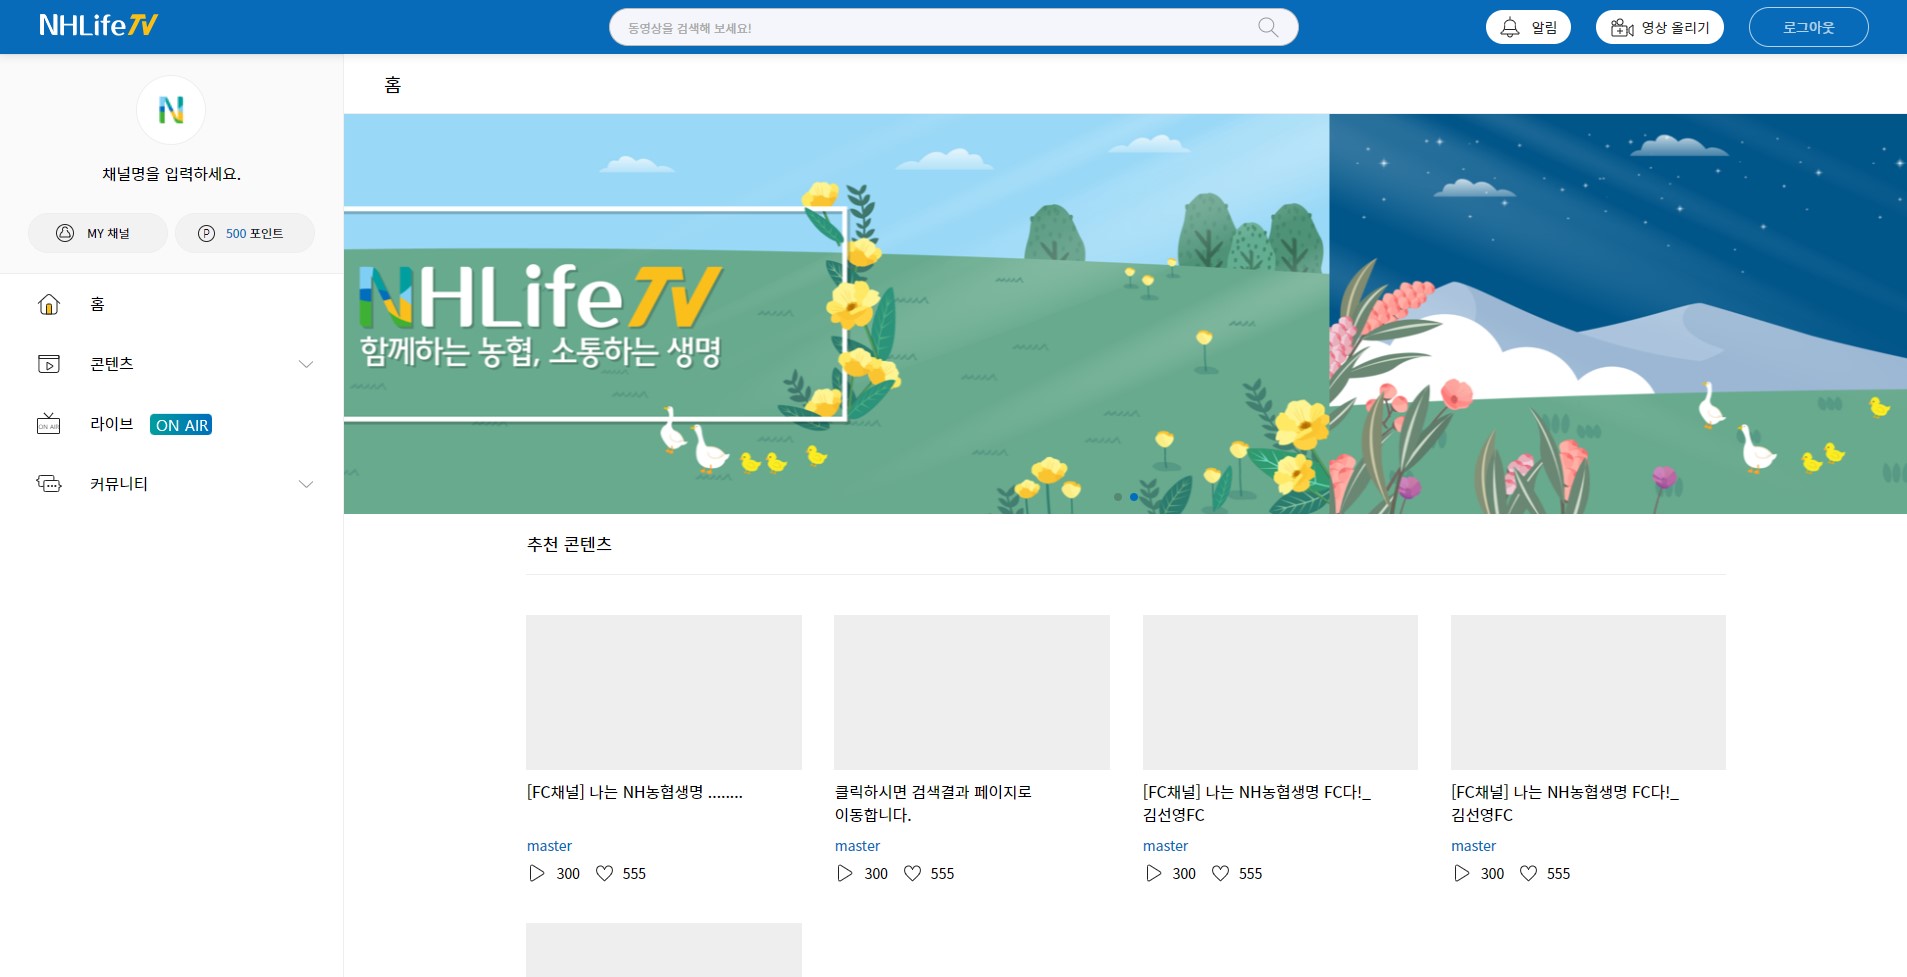 NHLifeTV
동영상을 검색해 보세요!
알림
영상 올리기
로그아웃
채널명을 입력하세요.
MY 채널
500 포인트
홈
콘텐츠
라이브 ON AIR
ON AIR
커뮤니티
홈
NHLifeTV
함께하는 농협, 소통하는 생명
추천 콘텐츠
[FC채널] 나는 NH농협생명 ........
master
300 555
클릭하시면 검색결과 페이지로
이동합니다.
master
300 555
[FC채널] 나는 NH농협생명 FC다!_
김선영FC
master
300 555
[FC채널] 나는 NH농협생명 FC다!_
김선영FC
master
300 555